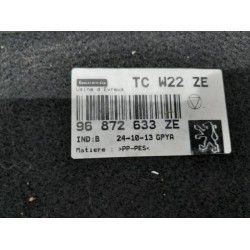 TC W22 ZE
Usine d'Evreux
96 872 633 ZE
IND:B 24-10-13 GPYA
Matiere : >PP-PES<